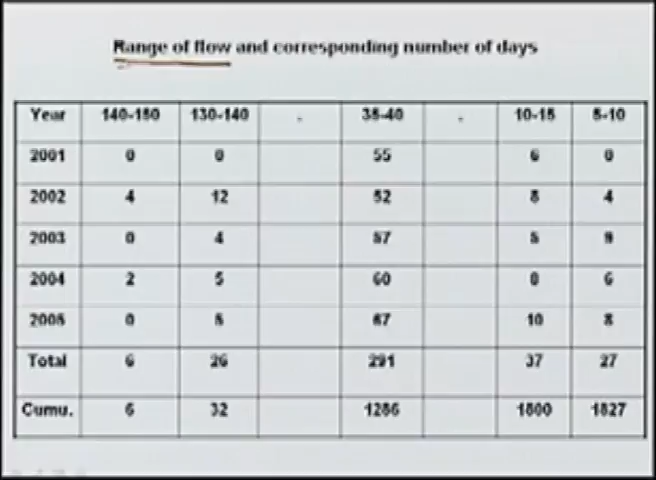 Range of flow and corresponding number of days
Year 140-150 130-140 . 35-40 . 10-15 5-10
2001 0 0 55 6 0
2002 4 12 52 8 4
2003 0 4 57 5 9
2004 2 5 60 8 6
2005 0 5 67 10 8
Total 6 26 291 37 27
Cumu. 6 32 1286 1800 1827